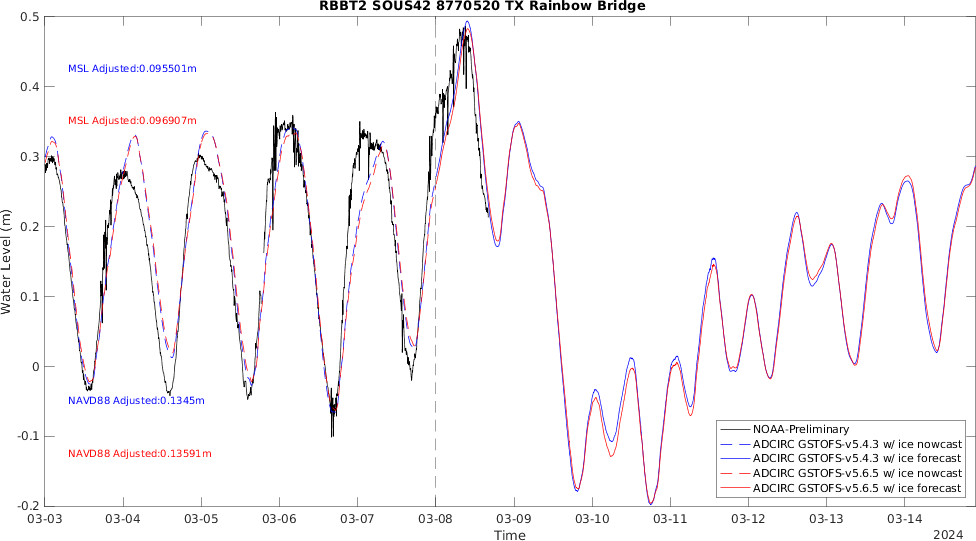 RBBT2 SOUS42 8770520 TX Rainbow Bridge
0.5
0.4
0.3
0.2
0.1
0
-0.1
-0.2
Water Level (m)
MSL Adjusted:0.095501m
MSL Adjusted:0.096907m
NAVD88 Adjusted:0.1345m
NAVD88 Adjusted:0.13591m
NOAA-Preliminary
ADCIRC GSTOFS-v5.4.3 w/ ice nowcast
ADCIRC GSTOFS-v5.4.3 w/ ice forecast
ADCIRC GSTOFS-v5.6.5 w/ ice nowcast
ADCIRC GSTOFS-v5.6.5 w/ ice forecast
03-03 03-04 03-05 03-06 03-07 03-08 03-09 03-10 03-11 03-12 03-13 03-14
Time
2024